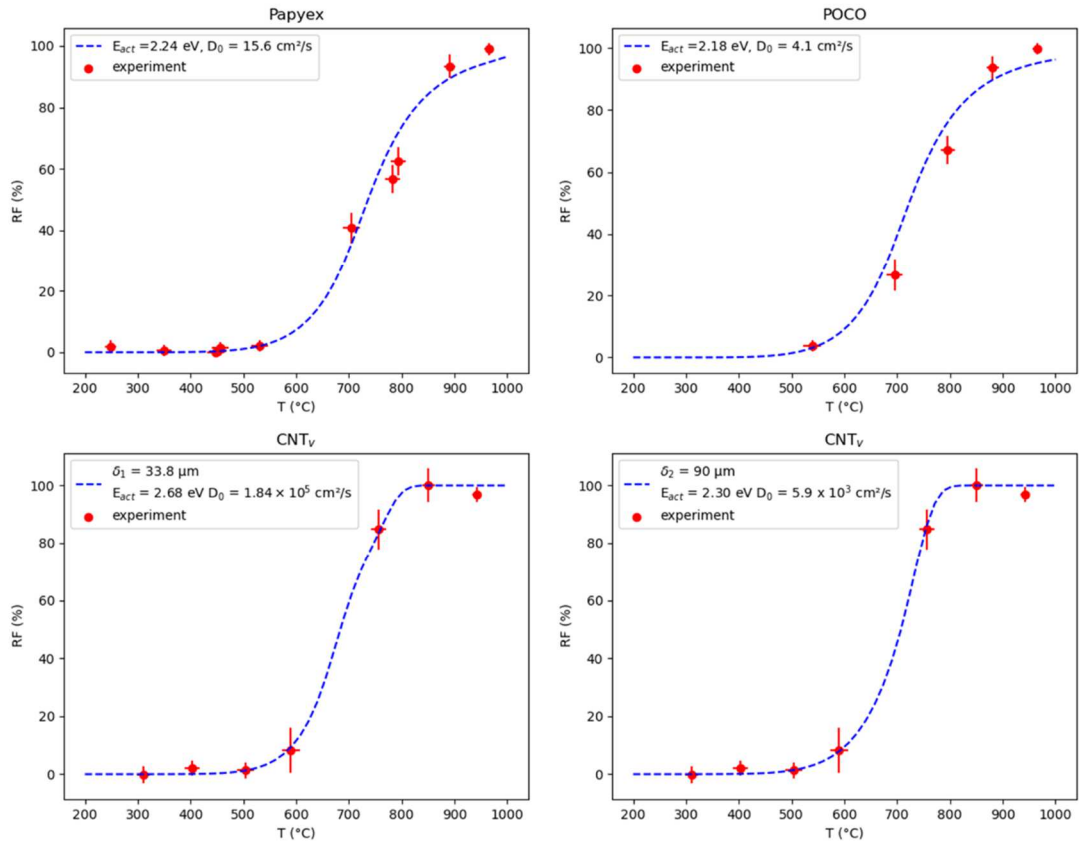 Papyex
E_act =2.24 eV, D₀ = 15.6 cm²/s
experiment
RF (%)
100
80
60
40
20
0
200 300 400 500 600 700 800 900 1000
T (°C)
POCO
E_act =2.18 eV, D₀ = 4.1 cm²/s
experiment
RF (%)
100
80
60
40
20
0
200 300 400 500 600 700 800 900 1000
T (°C)
CNTᵥ
δ₁ = 33.8 μm
E_act = 2.68 eV D₀ = 1.84 × 10⁵ cm²/s
experiment
RF (%)
100
80
60
40
20
0
200 300 400 500 600 700 800 900 1000
T (°C)
CNTᵥ
δ₂ = 90 μm
E_act = 2.30 eV D₀ = 5.9 x 10³ cm²/s
experiment
RF (%)
100
80
60
40
20
0
200 300 400 500 600 700 800 900 1000
T (°C)